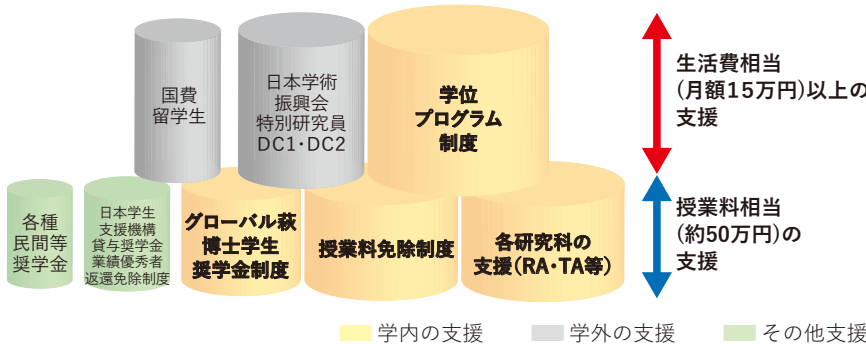 国費
留学生
日本学術
振興会
特別研究員
DC1・DC2
学位
プログラム
制度
生活費相当
(月額15万円)以上の
支援
各種
民間等
奨学金
日本学生
支援機構
貸与奨学金
業績優秀者
返還免除制度
グローバル萩
博士学生
奨学金制度
授業料免除制度
各研究科の
支援(RA・TA等)
授業料相当
(約50万円)の
支援
学内の支援
学外の支援
その他支援